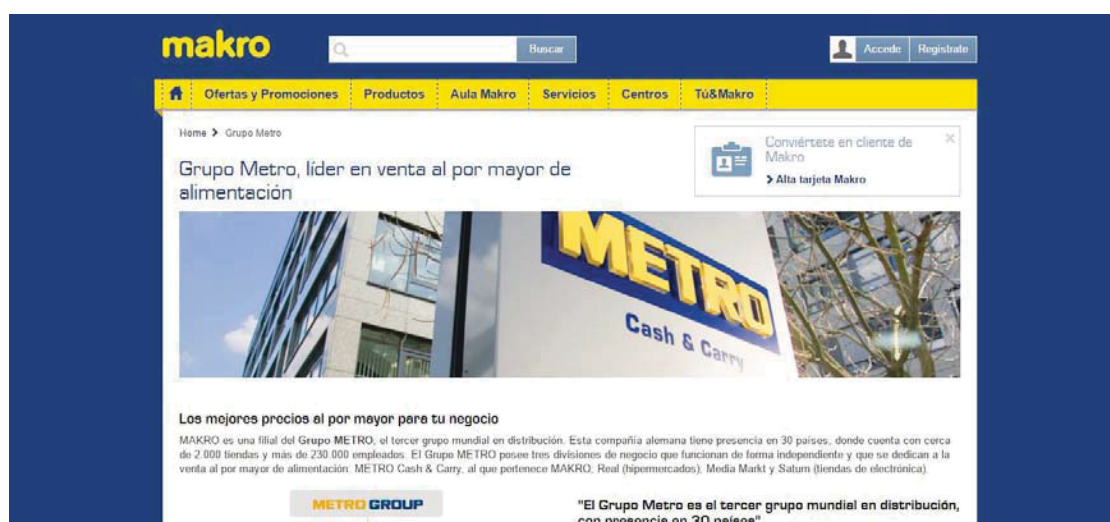 makro
Buscar
Accede Regístrate
Ofertas y Promociones Productos Aula Makro Servicios Centros Tú&Makro
Home > Grupo Metro
Conviértete en cliente de
Makro
> Alta tarjeta Makro
Grupo Metro, líder en venta al por mayor de
alimentación
METRO
Cash & Carry
Los mejores precios al por mayor para tu negocio
MAKRO es una filial del Grupo METRO, el tercer grupo mundial en distribución. Esta compañía alemana tiene presencia en 30 países, donde cuenta con cerca
de 2.000 tiendas y más de 230.000 empleados. El Grupo METRO posee tres divisiones de negocio que funcionan de forma independiente y que se dedican a la
venta al por mayor de alimentación: METRO Cash & Carry, al que pertenece MAKRO; Real (hipermercados); Media Markt y Saturn (tiendas de electrónica).
METRO GROUP
"El Grupo Metro es el tercer grupo mundial en distribución,
con presencia en 30 países"